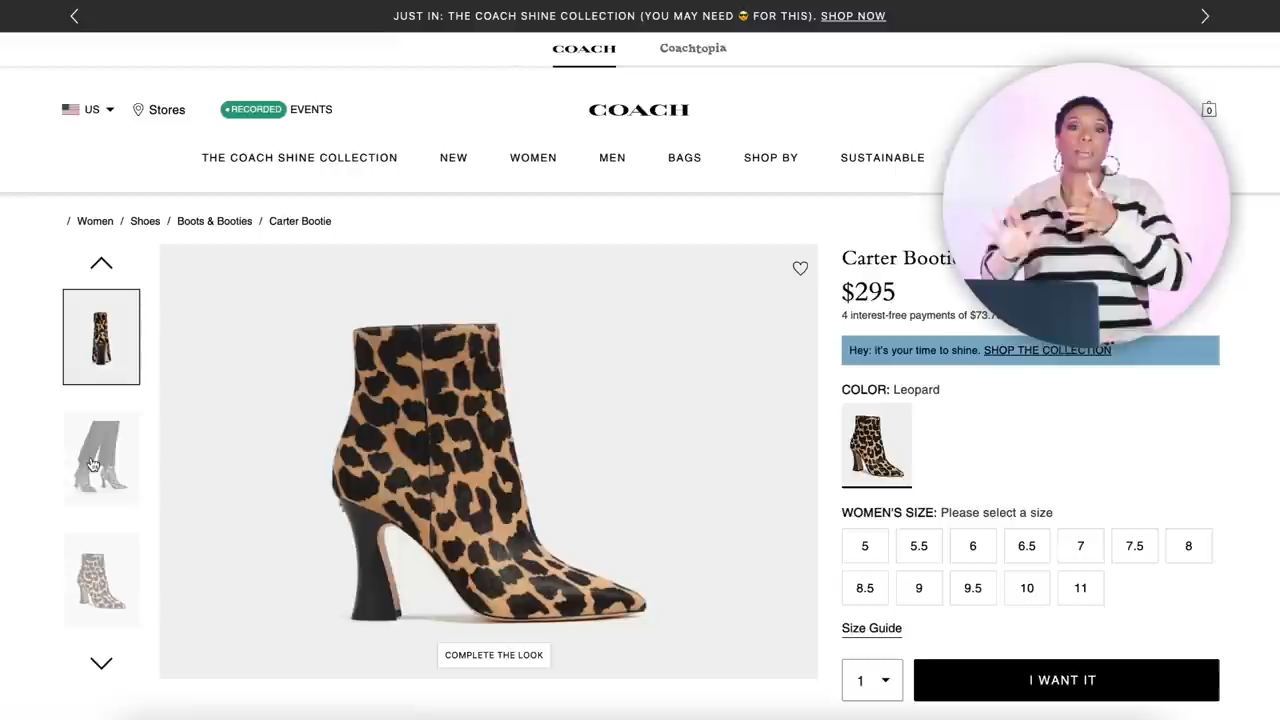 JUST IN: THE COACH SHINE COLLECTION (YOU MAY NEED 😎 FOR THIS). SHOP NOW
COACH
Coachtopia
US
Stores
•RECORDED EVENTS
COACH
0
THE COACH SHINE COLLECTION
NEW
WOMEN
MEN
BAGS
SHOP BY
SUSTAINABLE
/ Women / Shoes / Boots & Booties / Carter Bootie
Carter
$295
4 interest-free payments of
Hey: it's your time to shine. SHOP THE COLLECTION
COLOR: Leopard
WOMEN'S SIZE: Please select a size
5 5.5 6 6.5 7 7.5 8
8.5 9 9.5 10 11
Size Guide
COMPLETE THE LOOK
1
I WANT IT